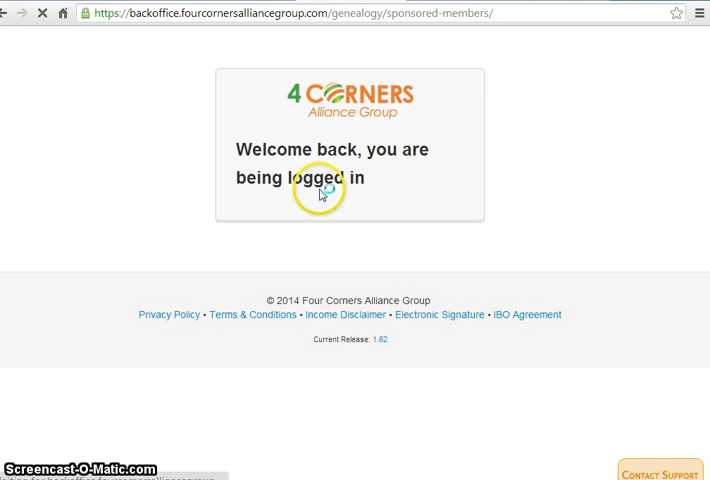 https://backoffice.fourcornersalliancegroup.com/genealogy/sponsored-members/
4 CORNERS
Alliance Group
Welcome back, you are
being logged in
© 2014 Four Corners Alliance Group
Privacy Policy • Terms & Conditions • Income Disclaimer • Electronic Signature • IBO Agreement
Current Release: 1.62
Screencast-O-Matic.com
CONTACT SUPPORT